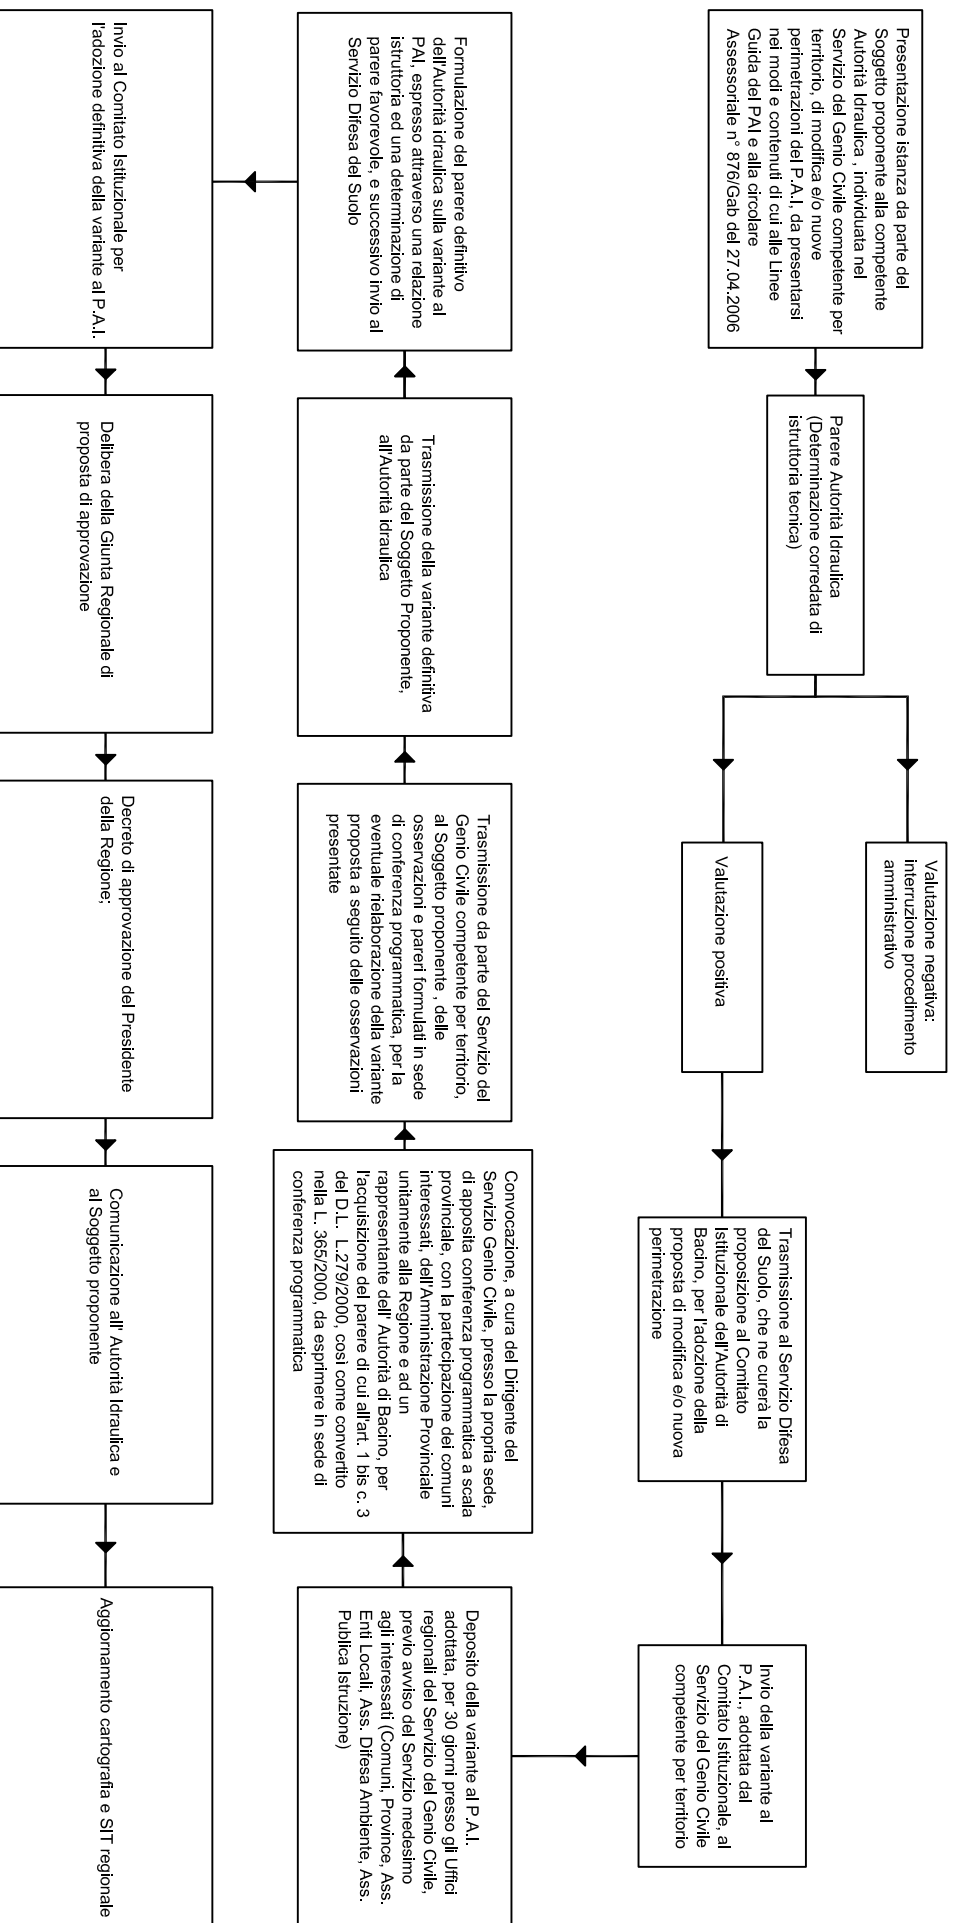 Presentazione istanza da parte del
Soggetto proponente alla competente
Autorità Idraulica , individuata nel
Servizio del Genio Civile competente per
territorio, di modifica e/o nuove
perimetrazioni del P.A.I, da presentarsi
nei modi e contenuti di cui alle Linee
Guida del PAI e alla circolare
Assessoriale n° 876/Gab del 27.04.2006
Parere Autorità Idraulica
(Determinazione corredata di
istruttoria tecnica)
Valutazione negativa:
interruzione procedimento
amministrativo
Valutazione positiva
Trasmissione al Servizio Difesa
del Suolo, che ne curerà la
proposizione al Comitato
Istituzionale dell'Autorità di
Bacino, per l'adozione della
proposta di modifica e/o nuova
perimetrazione
Invio della variante al
P.A.I., adottata dal
Comitato Istituzionale, al
Servizio del Genio Civile
competente per territorio
Deposito della variante al P.A.I.
adottata, per 30 giorni presso gli Uffici
regionali del Servizio del Genio Civile,
previo avviso del Servizio medesimo
agli interessati (Comuni, Province, Ass.
Enti Locali, Ass. Difesa Ambiente, Ass.
Publica Istruzione)
Convocazione, a cura del Dirigente del
Servizio Genio Civile, presso la propria sede,
di apposita conferenza programmatica a scala
provinciale, con la partecipazione dei comuni
interessati, dell'Amministrazione Provinciale
unitamente alla Regione e ad un
rappresentante dell' Autorità di Bacino, per
l'acquisizione del parere di cui all'art. 1 bis c. 3
del D.L. L.279/2000, così come convertito
nella L. 365/2000, da esprimere in sede di
conferenza programmatica
Trasmissione da parte del Servizio del
Genio Civile competente per territorio,
al Soggetto proponente , delle
osservazioni e pareri formulati in sede
di conferenza programmatica, per la
eventuale rielaborazione della variante
proposta a seguito delle osservazioni
presentate
Trasmissione della variante definitiva
da parte del Soggetto Proponente,
all'Autorità idraulica
Formulazione del parere definitivo
dell'Autorità idraulica sulla variante al
PAI, espresso attraverso una relazione
istruttoria ed una determinazione di
parere favorevole, e successivo invio al
Servizio Difesa del Suolo
Invio al Comitato Istituzionale per
l'adozione definitiva della variante al P.A.I.
Delibera della Giunta Regionale di
proposta di approvazione
Decreto di approvazione del Presidente
della Regione;
Comunicazione all' Autorità Idraulica e
al Soggetto proponente
Aggiornamento cartografia e SIT regionale